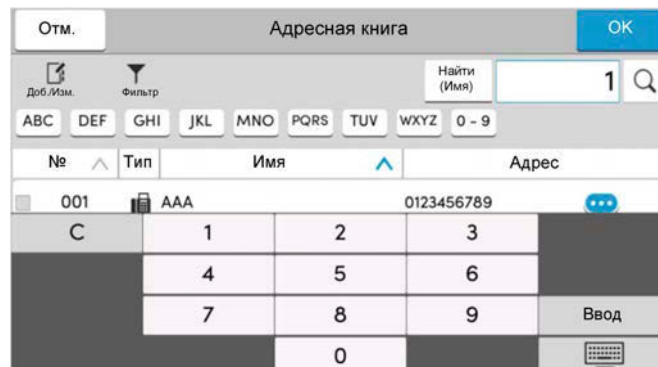 Отм. Адресная книга OK
Доб./Изм. Фильтр Найти (Имя) 1
ABC DEF GHI JKL MNO PQRS TUV WXYZ 0 - 9
№ Тип Имя Адрес
001 AAA 0123456789
C 1 2 3
4 5 6
7 8 9 Ввод
0